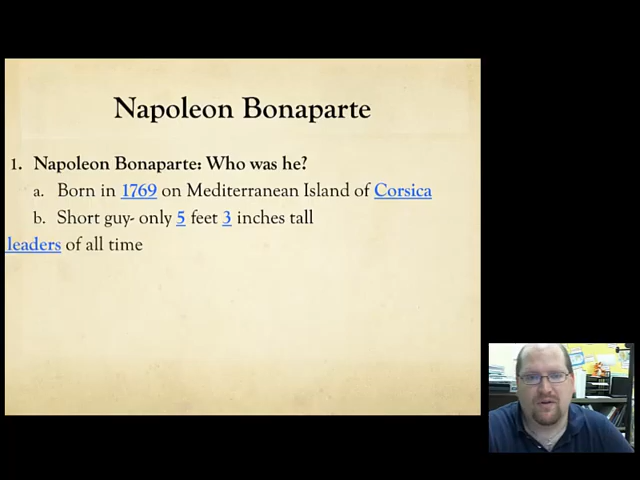 Napoleon Bonaparte
1. Napoleon Bonaparte: Who was he?
a. Born in 1769 on Mediterranean Island of Corsica
b. Short guy- only 5 feet 3 inches tall
leaders of all time